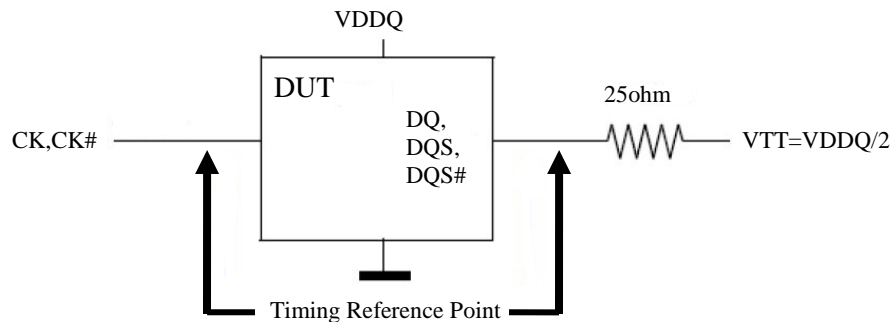 VDDQ
DUT
25ohm
CK,CK#
DQ,
DQS,
DQS#
VTT=VDDQ/2
Timing Reference Point